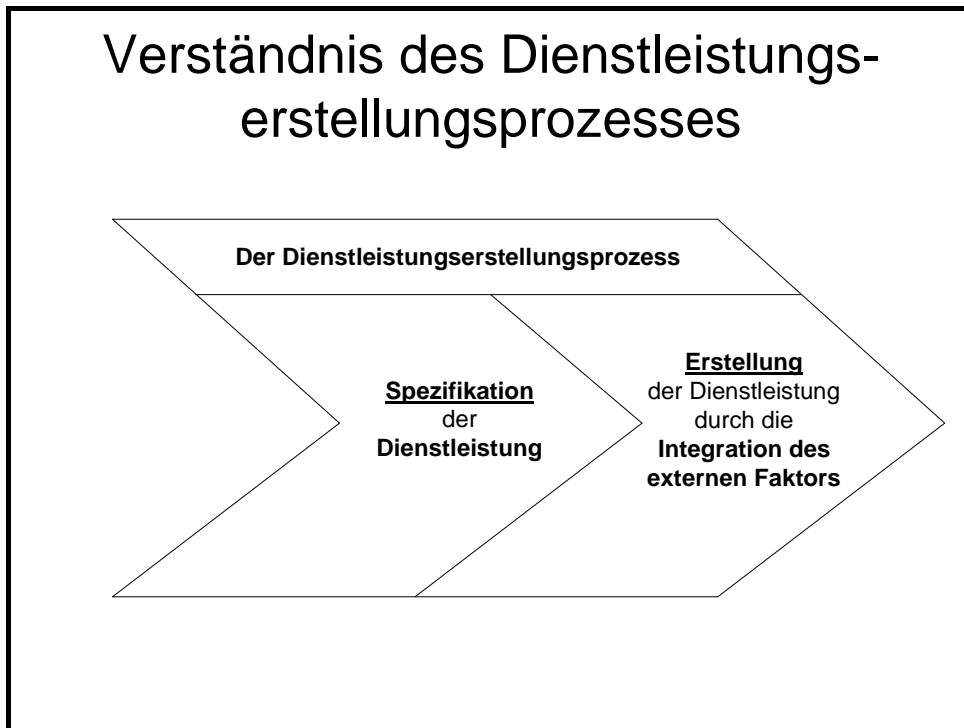 Verständnis des Dienstleistungs-
erstellungsprozesses
Der Dienstleistungserstellungsprozess
Spezifikation
der
Dienstleistung
Erstellung
der Dienstleistung
durch die
Integration des
externen Faktors